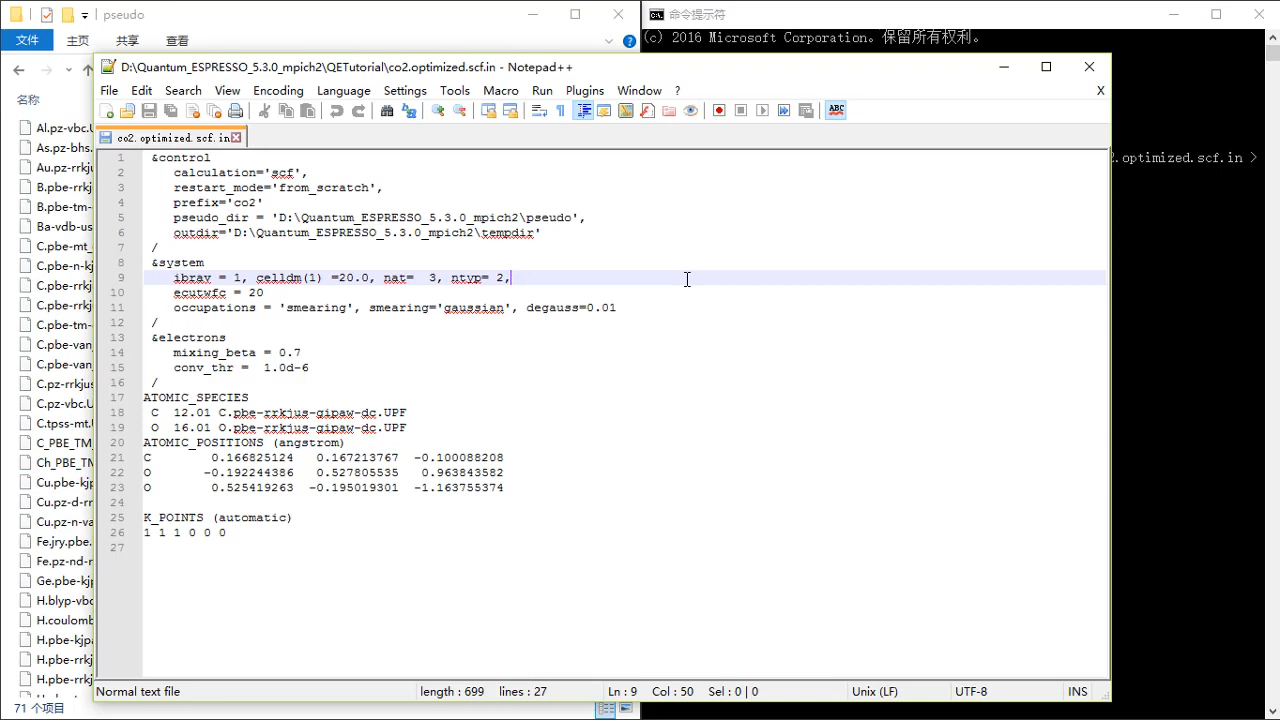 pseudo
文件 主页 共享 查看
名称
Al.pz-vbc.U
As.pz-bhs.
Au.pz-rrkju
B.pbe-rrkj
B.pbe-tm-
Ba-vdb-us
C.pbe-mt_
C.pbe-rrkj
C.pbe-rrkj
C.pbe-rrkj
C.pbe-tm-
C.pbe-van
C.pbe-van
C.pz-rrkjus
C.pz-vbc.U
C.tpss-mt.
C_PBE_TM_
Ch_PBE_TM
Cu.pbe-kjp
Cu.pz-d-rr
Cu.pz-n-va
Fe.jry.pbe.
Fe.pz-nd-r
Ge.pbe-kjp
H.blyp-vbc
H.coulomb
H.pbe-kjpa
H.pbe-rrkj
H.pbe-rrkj
71 个项目
命令提示符
(c) 2016 Microsoft Corporation。保留所有权利。
2.optimized.scf.in >
D:\Quantum_ESPRESSO_5.3.0_mpich2\QETutorial\co2.optimized.scf.in - Notepad++
File Edit Search View Encoding Language Settings Tools Macro Run Plugins Window ? X
ABC
co2.optimized.scf.in
1 &control
2 calculation='scf',
3 restart_mode='from_scratch',
4 prefix='co2'
5 pseudo_dir = 'D:\Quantum_ESPRESSO_5.3.0_mpich2\pseudo',
6 outdir='D:\Quantum_ESPRESSO_5.3.0_mpich2\tempdir'
7 /
8 &system
9 ibrav = 1, celldm(1) =20.0, nat= 3, ntyp= 2,
10 ecutwfc = 20
11 occupations = 'smearing', smearing='gaussian', degauss=0.01
12 /
13 &electrons
14 mixing_beta = 0.7
15 conv_thr = 1.0d-6
16 /
17 ATOMIC_SPECIES
18 C 12.01 C.pbe-rrkjus-gipaw-dc.UPF
19 O 16.01 O.pbe-rrkjus-gipaw-dc.UPF
20 ATOMIC_POSITIONS (angstrom)
21 C 0.166825124 0.167213767 -0.100088208
22 O -0.192244386 0.527805535 0.963843582
23 O 0.525419263 -0.195019301 -1.163755374
24
25 K_POINTS (automatic)
26 1 1 1 0 0 0
27
Normal text file length : 699 lines : 27 Ln : 9 Col : 50 Sel : 0 | 0 Unix (LF) UTF-8 INS